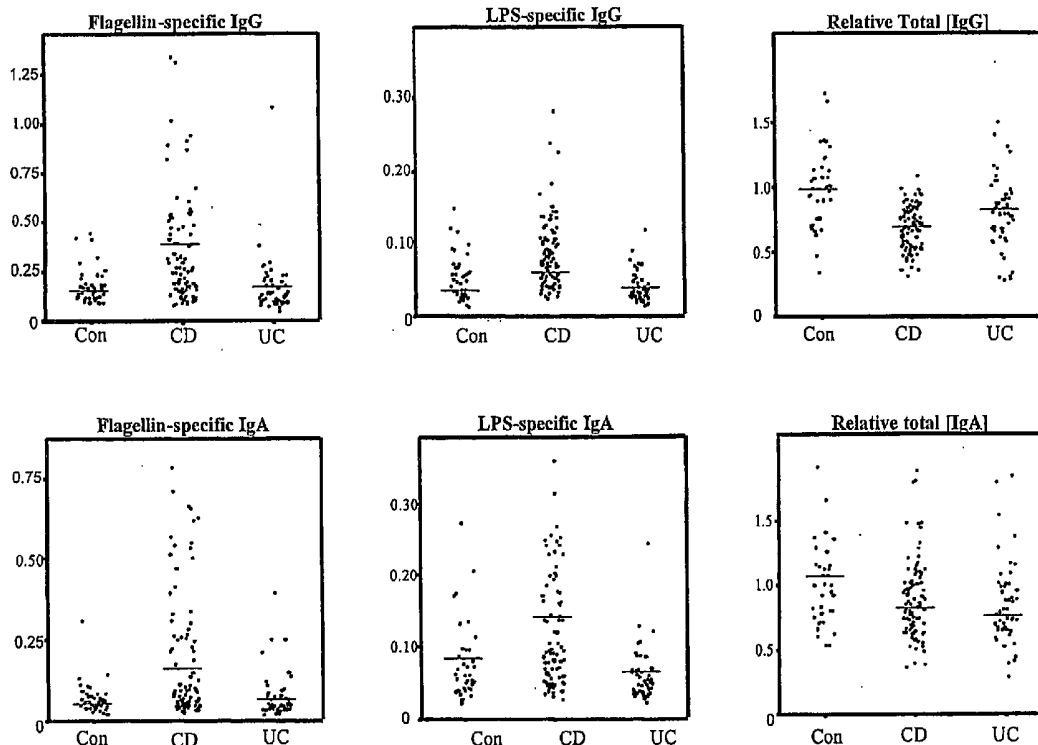 Flagellin-specific IgG
LPS-specific IgG
Relative Total [IgG]
1.25
1.00
0.75
0.50
0.25
0
Con CD UC
0.30
0.20
0.10
0
Con CD UC
1.5
1.0
0.5
0
Con CD UC
Flagellin-specific IgA
LPS-specific IgA
Relative total [IgA]
0.75
0.50
0.25
0
Con CD UC
0.30
0.20
0.10
0
Con CD UC
1.5
1.0
0.5
0
Con CD UC